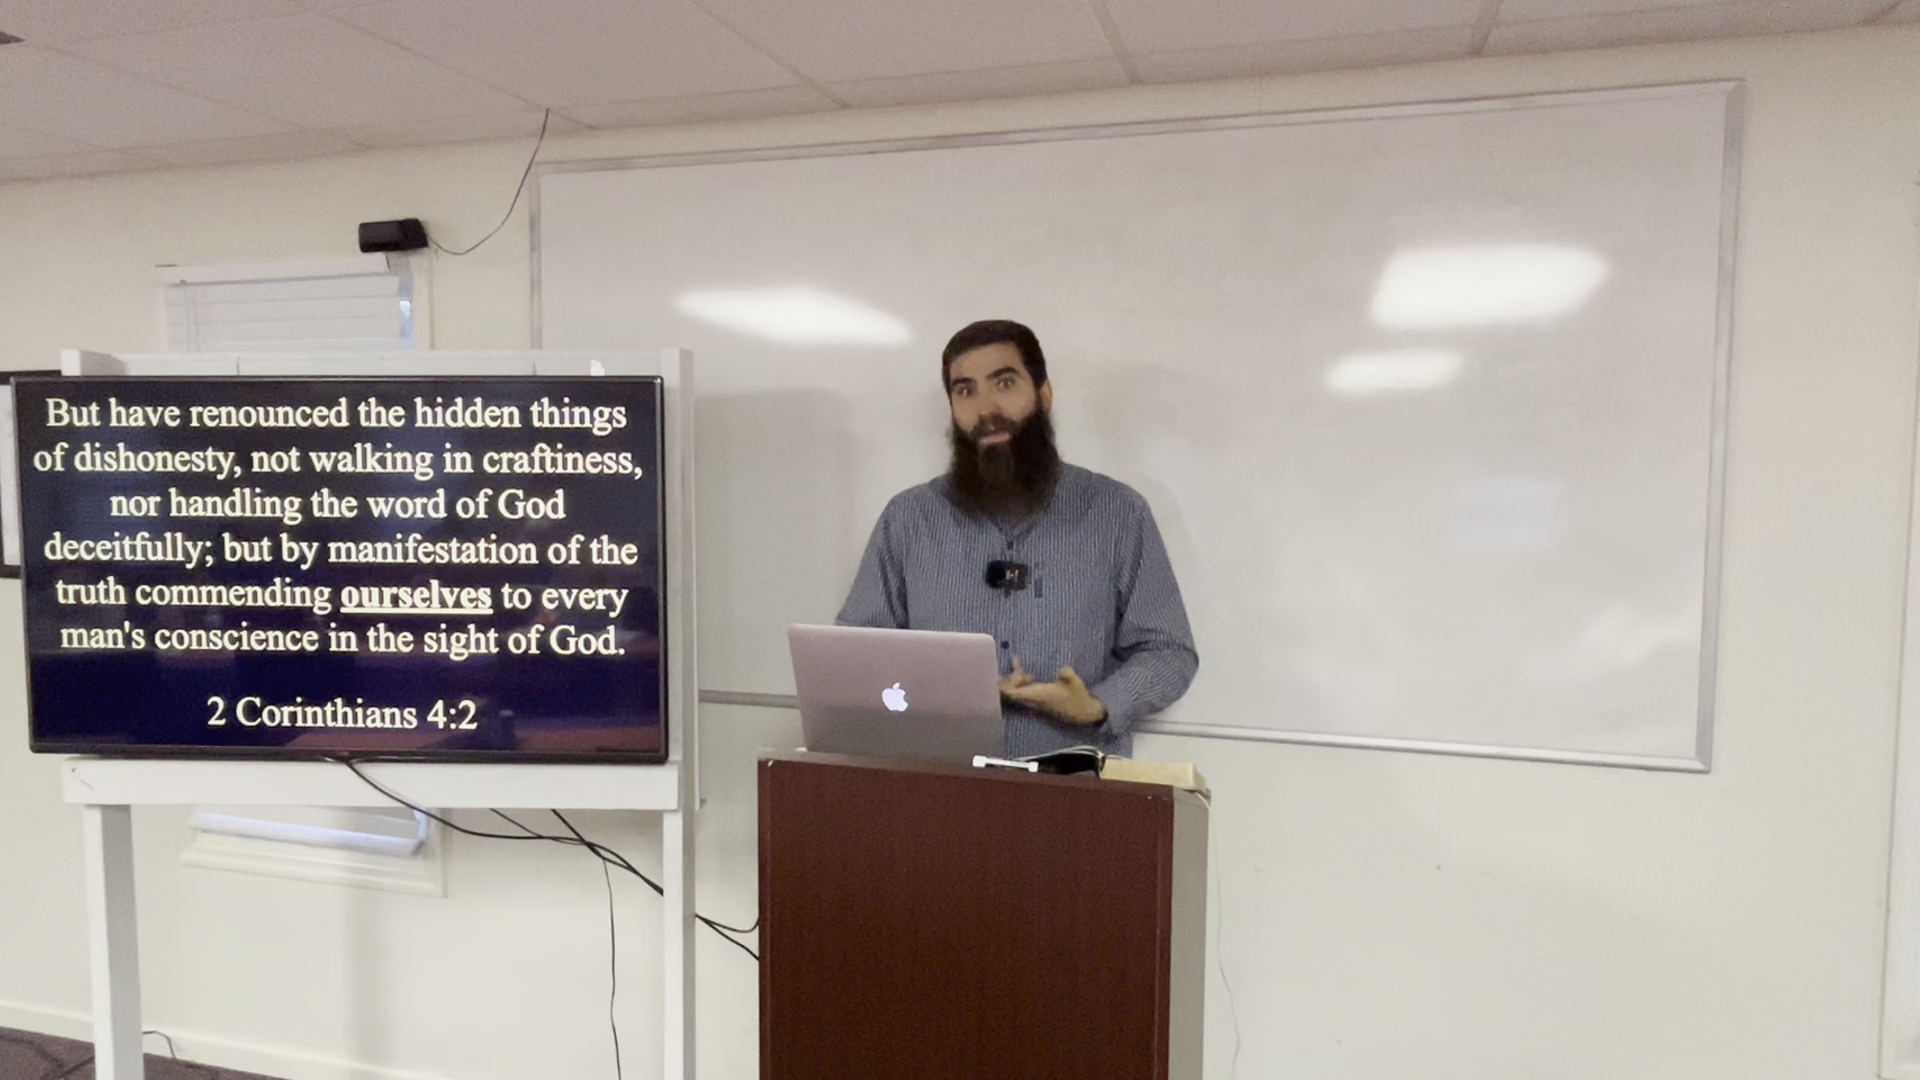 But have renounced the hidden things
of dishonesty, not walking in craftiness,
nor handling the word of God
deceitfully; but by manifestation of the
truth commending ourselves to every
man's conscience in the sight of God.
2 Corinthians 4:2